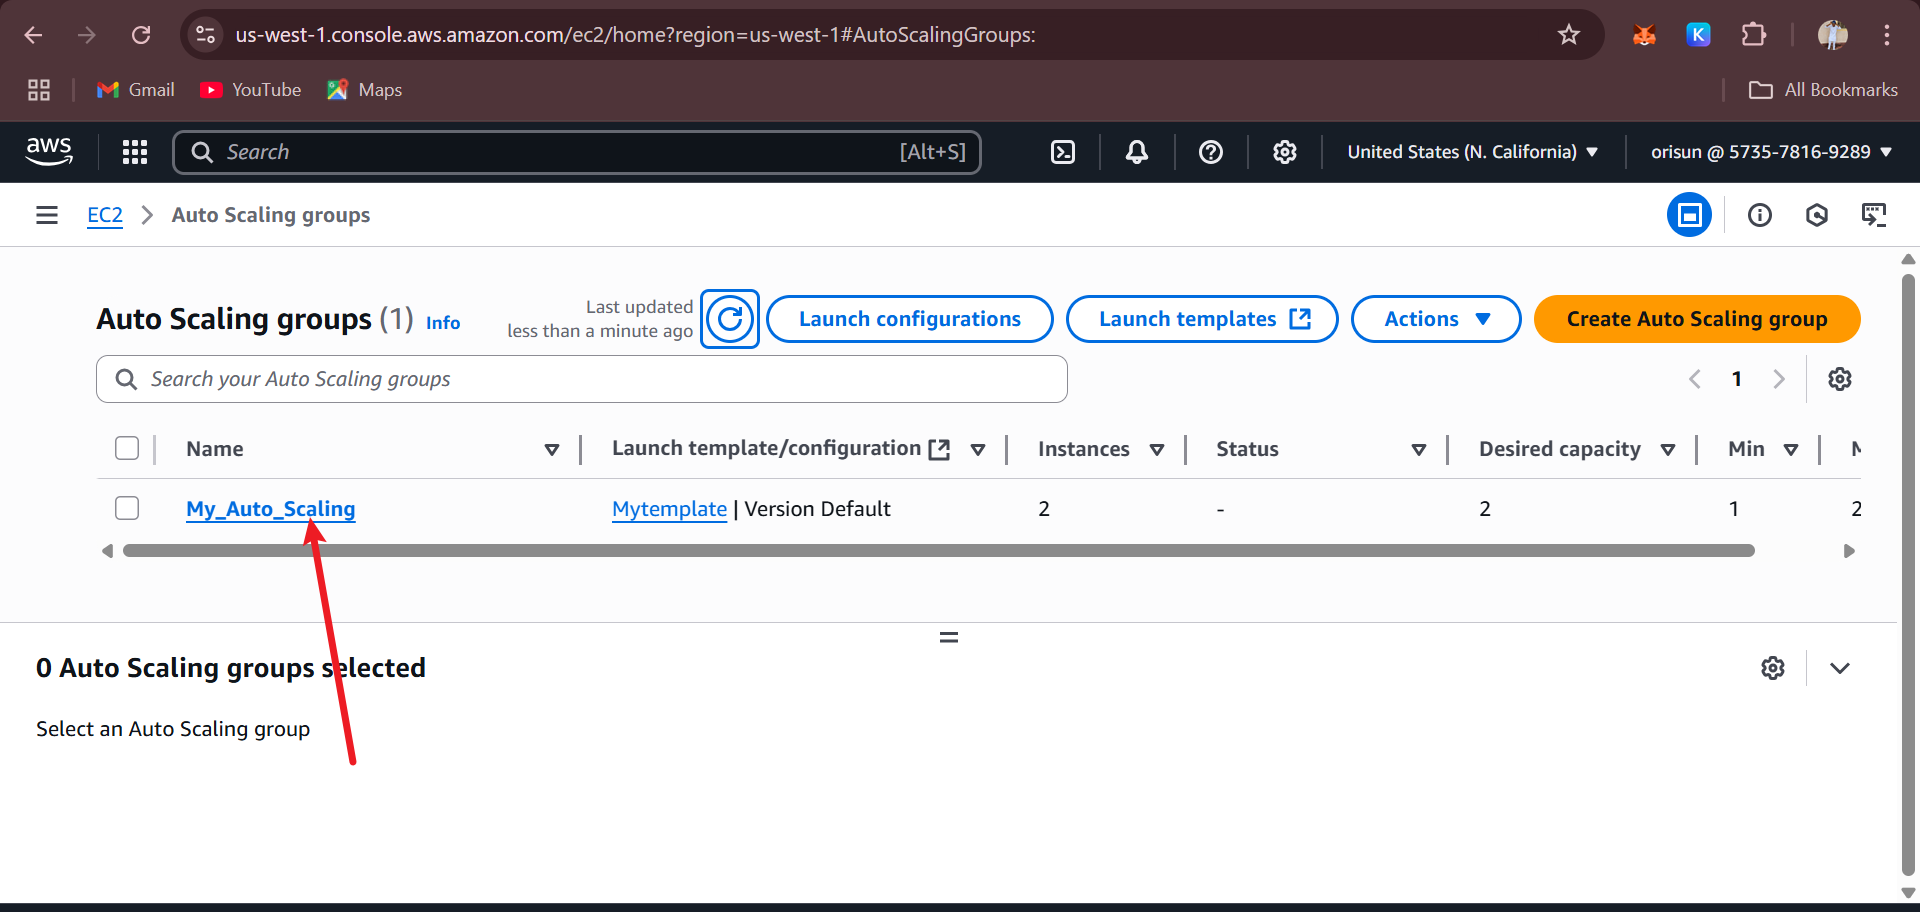 us-west-1.console.aws.amazon.com/ec2/home?region=us-west-1#AutoScalingGroups:
K
Gmail
YouTube
Maps
All Bookmarks
aws
Search
[Alt+S]
United States (N. California)
orisun @ 5735-7816-9289
EC2
Auto Scaling groups
Auto Scaling groups (1) Info
Last updated
less than a minute ago
Launch configurations
Launch templates
Actions
Create Auto Scaling group
Search your Auto Scaling groups
1
Name
Launch template/configuration
Instances
Status
Desired capacity
Min
My_Auto_Scaling
Mytemplate | Version Default
2
-
2
1
2
0 Auto Scaling groups selected
Select an Auto Scaling group